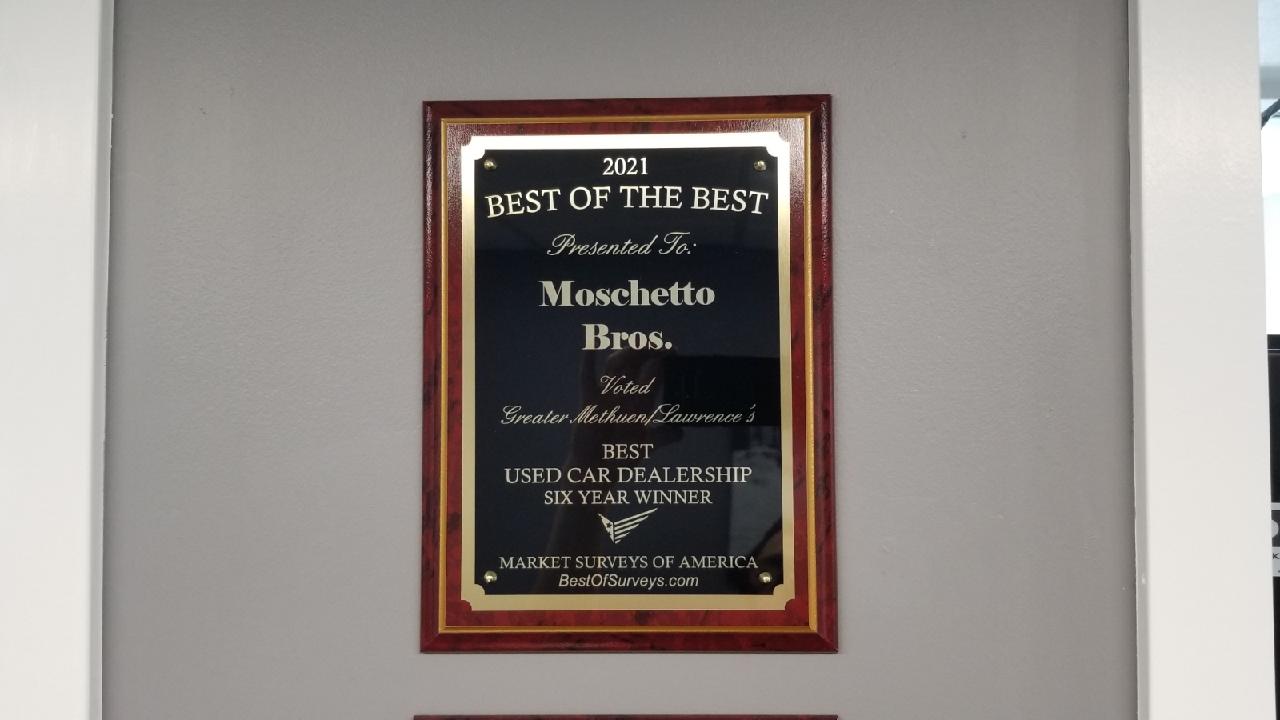 2021
BEST OF THE BEST
Presented To:
Moschetto
Bros.
Voted
Greater Methuen/Lawrence's
BEST
USED CAR DEALERSHIP
SIX YEAR WINNER
MARKET SURVEYS OF AMERICA
BestOfSurveys.com